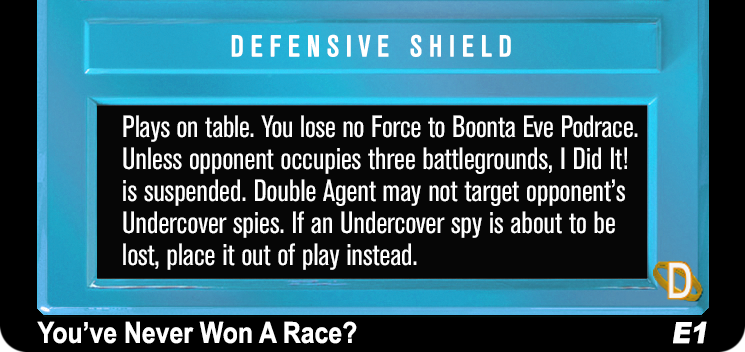 DEFENSIVE SHIELD
Plays on table. You lose no Force to Boonta Eve Podrace.
Unless opponent occupies three battlegrounds, I Did It!
is suspended. Double Agent may not target opponent's
Undercover spies. If an Undercover spy is about to be
lost, place it out of play instead.
D
You've Never Won A Race?
E1